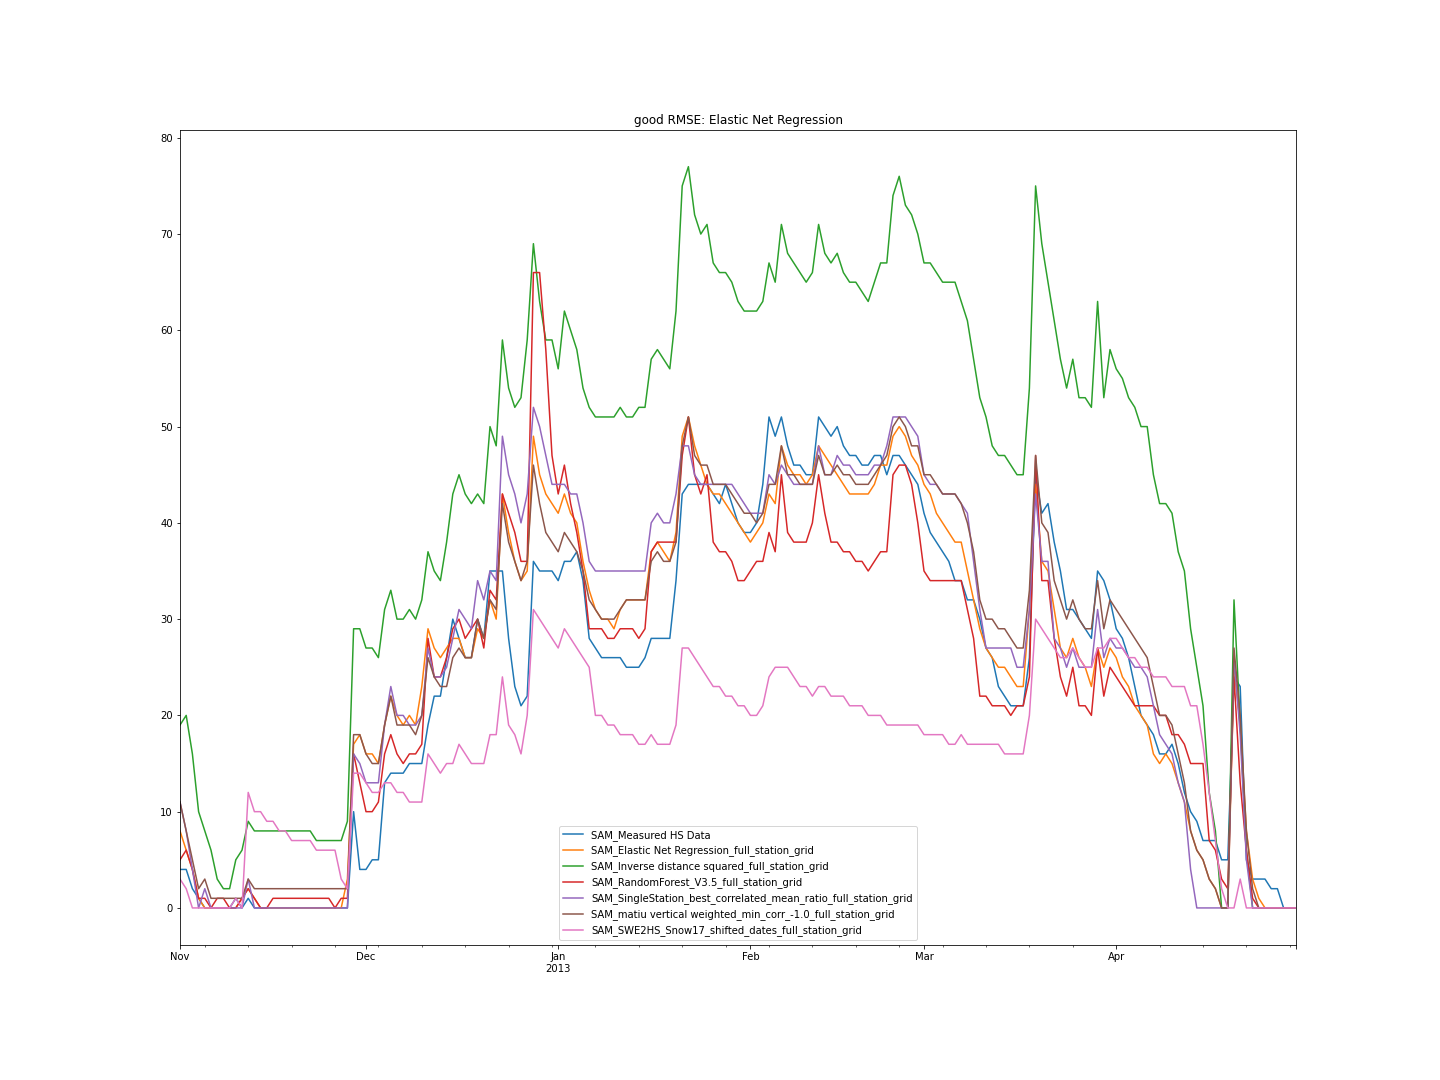 good RMSE: Elastic Net Regression
80
70
60
50
40
30
20
10
0
SAM_Measured HS Data
SAM_Elastic Net Regression_full_station_grid
SAM_Inverse distance squared_full_station_grid
SAM_RandomForest_V3.5_full_station_grid
SAM_SingleStation_best_correlated_mean_ratio_full_station_grid
SAM_matiu vertical weighted_min_corr_-1.0_full_station_grid
SAM_SWE2HS_Snow17_shifted_dates_full_station_grid
Nov Dec Jan Feb Mar Apr
2013